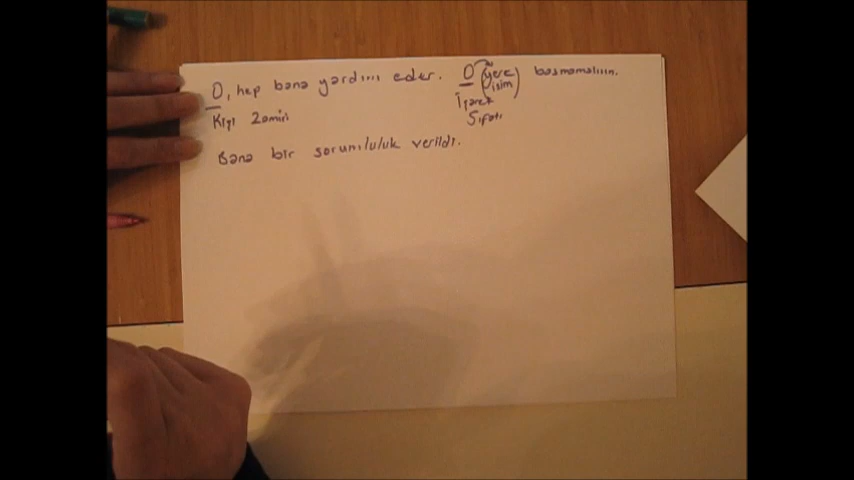 O, hep bana yardım eder. O (yere basmamalısın.
isim)
Kişi Zamiri İşaret
Sıfatı
Bana bir sorumluluk verildi.